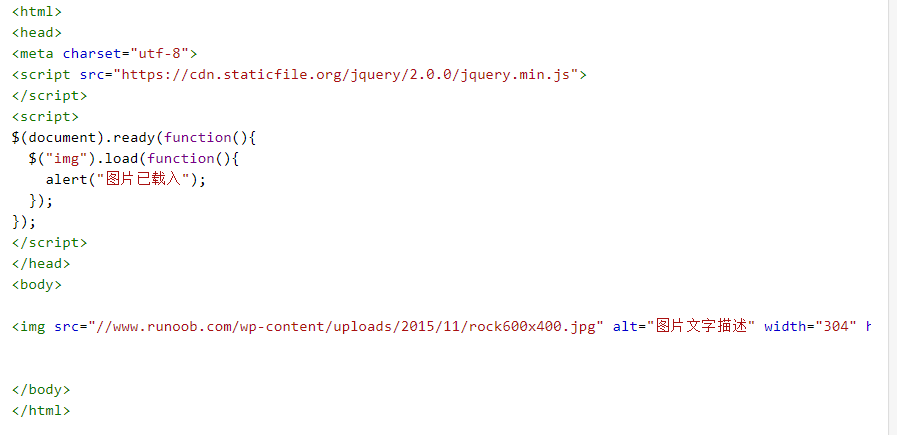 <html>
<head>
<meta charset="utf-8">
<script src="https://cdn.staticfile.org/jquery/2.0.0/jquery.min.js">
</script>
<script>
$(document).ready(function(){
  $("img").load(function(){
    alert("图片已载入");
  });
});
</script>
</head>
<body>
<img src="//www.runoob.com/wp-content/uploads/2015/11/rock600x400.jpg" alt="图片文字描述" width="304" h
</body>
</html>